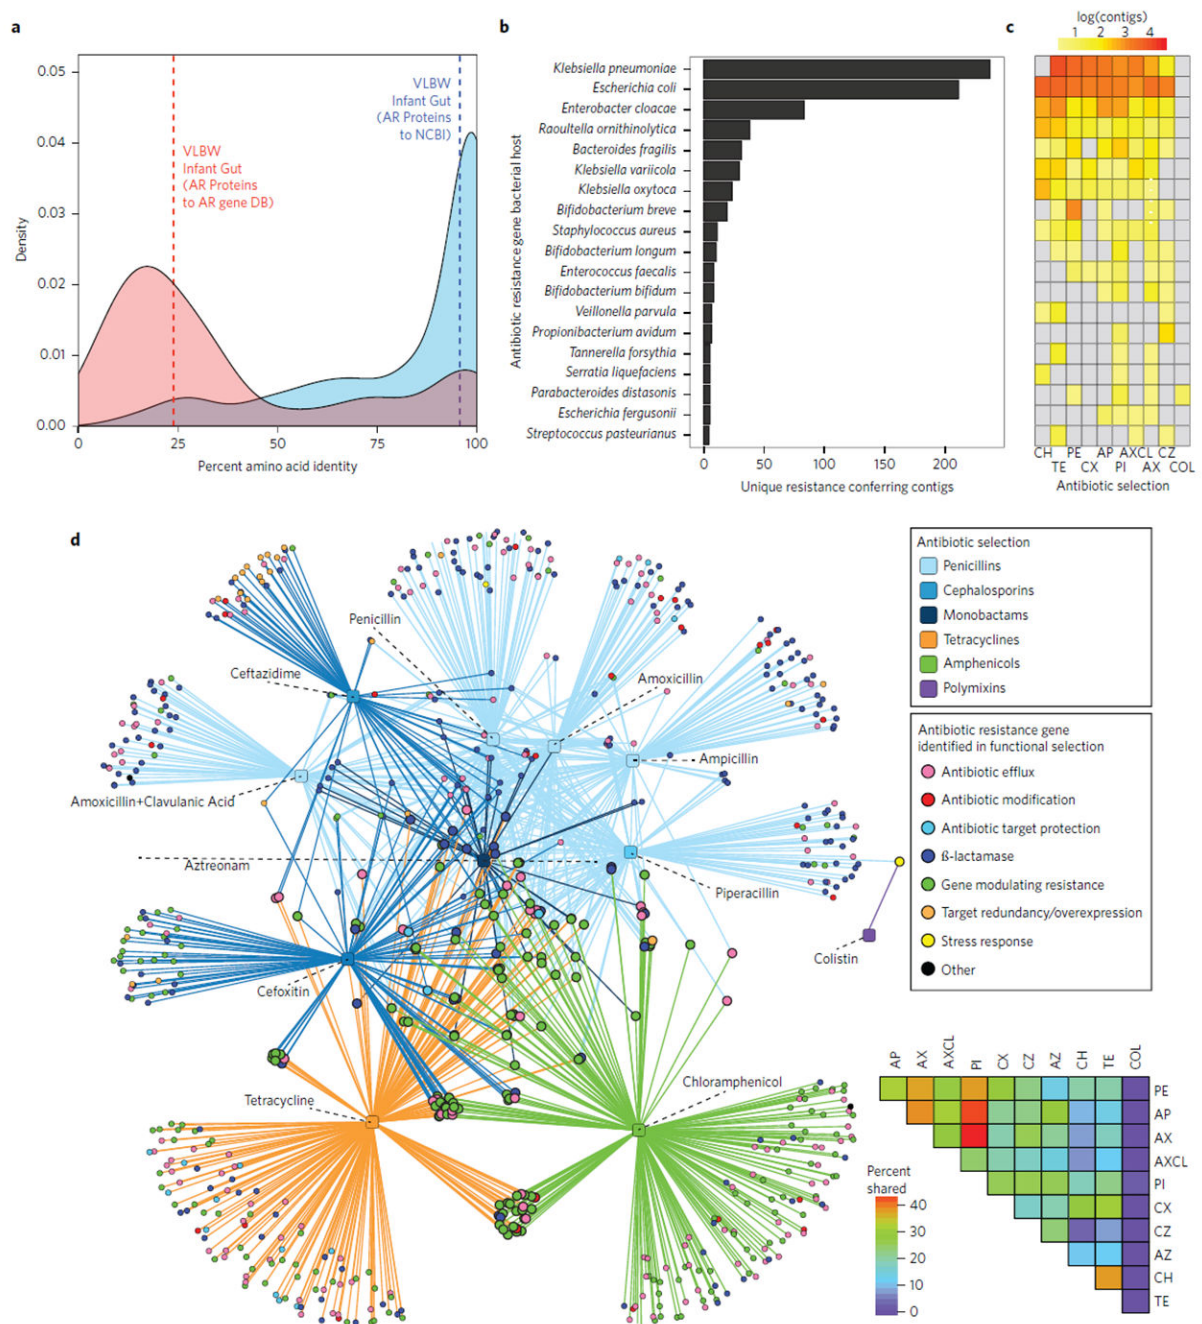 a
0.05
0.04
0.03
0.02
0.01
0.00
Density
VLBW
Infant Gut
(AR Proteins
to AR gene DB)
VLBW
Infant Gut
(AR Proteins
to NCBI)
0
25
50
75
100
Percent amino acid identity
b
Antibiotic resistance gene bacterial host
Klebsiella pneumoniae
Escherichia coli
Enterobacter cloacae
Raoultella ornithinolytica
Bacteroides fragilis
Klebsiella variicola
Klebsiella oxytoca
Bifidobacterium breve
Staphylococcus aureus
Bifidobacterium longum
Enterococcus faecalis
Bifidobacterium bifidum
Veillonella parvula
Propionibacterium avidum
Tannerella forsythia
Serratia liquefaciens
Parabacteroides distasonis
Escherichia fergusonii
Streptococcus pasteurianus
0
50
100
150
200
Unique resistance conferring contigs
c
log(contigs)
1 2 3 4
CH PE AP AXCL CZ
TE CX PI AX COL
Antibiotic selection
d
Penicillin
Ceftazidime
Amoxicillin
Ampicillin
Amoxicillin+Clavulanic Acid
Aztreonam
Piperacillin
Colistin
Cefoxitin
Tetracycline
Chloramphenicol
Antibiotic selection
Penicillins
Cephalosporins
Monobactams
Tetracyclines
Amphenicols
Polymixins
Antibiotic resistance gene
identified in functional selection
Antibiotic efflux
Antibiotic modification
Antibiotic target protection
ß-lactamase
Gene modulating resistance
Target redundancy/overexpression
Stress response
Other
AP AX AXCL PI CX CZ AZ CH TE COL
PE
AP
AX
AXCL
PI
CX
CZ
AZ
CH
TE
Percent
shared
40
30
20
10
0